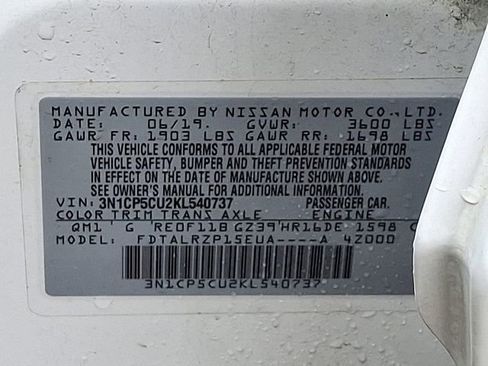 MANUFACTURED BY NISSAN MOTOR CO.,LTD.
DATE: 06/19. GVWR: 3600 LBS
GAWR FR: 1903 LBS GAWR RR: 1698 LBS
THIS VEHICLE CONFORMS TO ALL APPLICABLE FEDERAL MOTOR
VEHICLE SAFETY, BUMPER AND THEFT PREVENTION STANDARDS
IN EFFECT ON THE DATE OF MANUFACTURE SHOWN ABOVE.
SEE OWNER'S MANUAL FOR ADDITIONAL INFORMATION.
VIN: 3N1CP5CU2KL540737 PASSENGER CAR.
COLOR TRIM TRANS AXLE ENGINE
QM1' G 'RE0F11B GZ39'HR16DE 1598 C
MODEL: FDTALRZP15EUA----A 4Z000
3N1CP5CU2KL540737